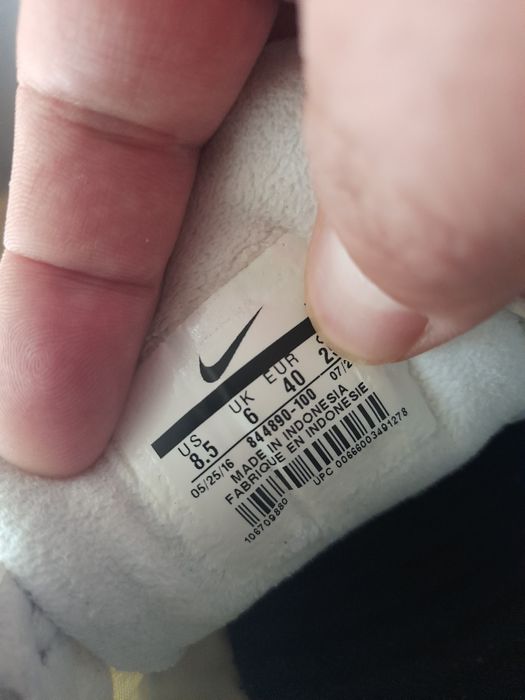 US UK EUR
8.5 6 40
05/25/16 844890-100
MADE IN INDONESIA
FABRIQUE EN INDONESIE
106709880 UPC 00666003491278